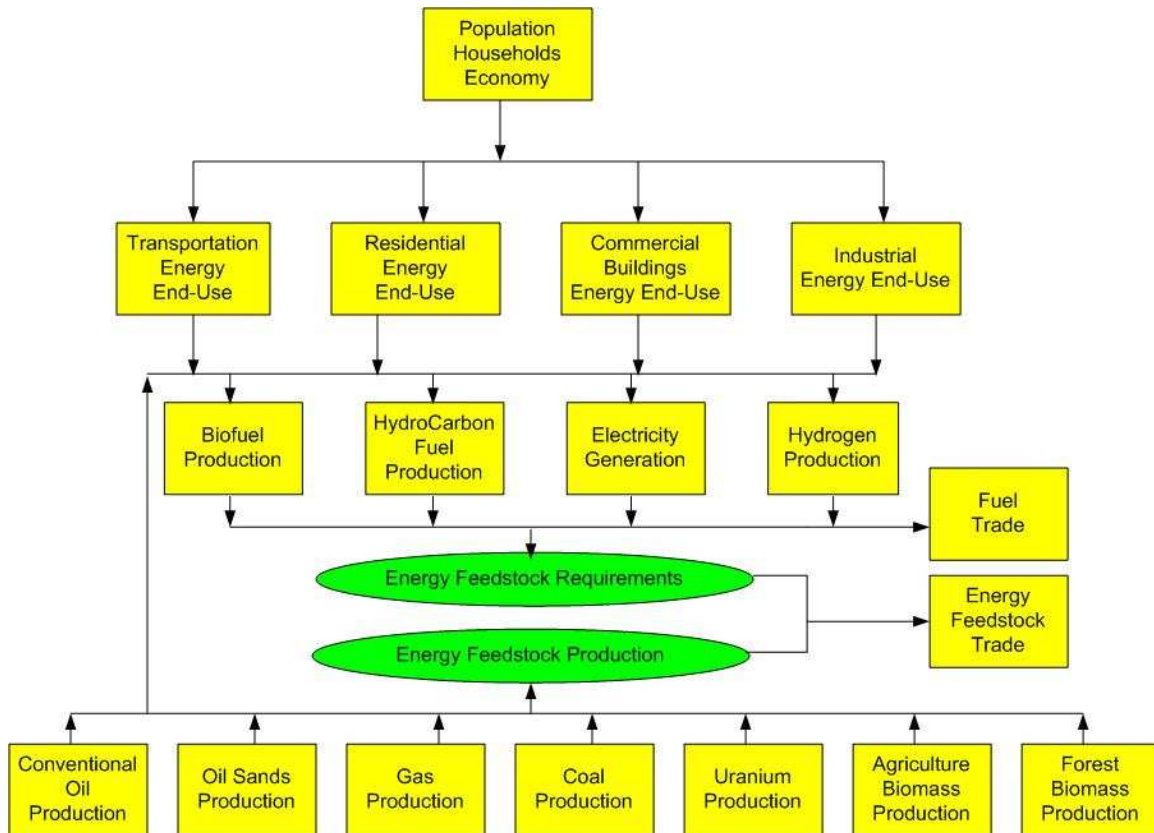 Population
Households
Economy
Transportation
Energy
End-Use
Residential
Energy
End-Use
Commercial
Buildings
Energy End-Use
Industrial
Energy End-Use
Biofuel
Production
HydroCarbon
Fuel
Production
Electricity
Generation
Hydrogen
Production
Fuel
Trade
Energy Feedstock Requirements
Energy
Feedstock
Trade
Energy Feedstock Production
Conventional
Oil
Production
Oil Sands
Production
Gas
Production
Coal
Production
Uranium
Production
Agriculture
Biomass
Production
Forest
Biomass
Production